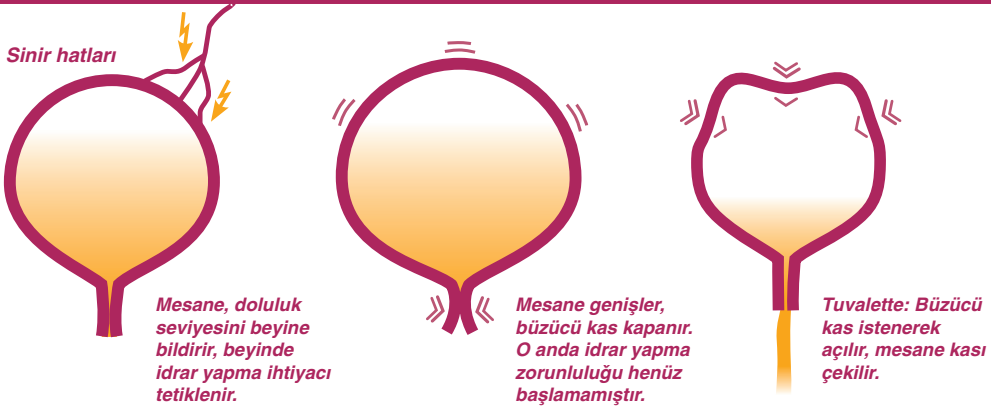 Sinir hatları
Mesane, doluluk
seviyesini beyine
bildirir, beyinde
idrar yapma ihtiyacı
tetiklenir.
Mesane genişler,
büzücü kas kapanır.
O anda idrar yapma
zorunluluğu henüz
başlamamıştır.
Tuvalette: Büzücü
kas istenerek
açılır, mesane kası
çekilir.